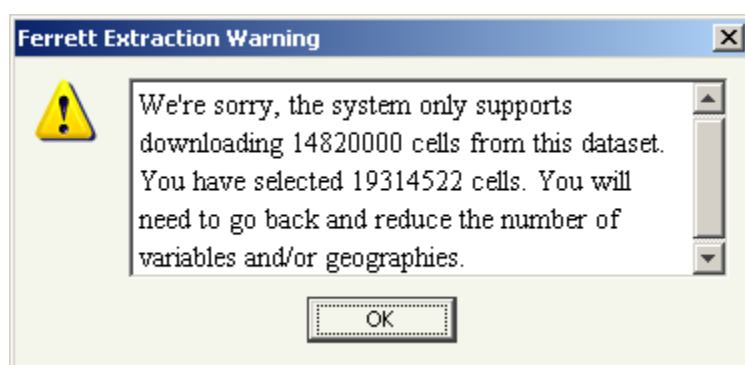 Ferrett Extraction Warning
We're sorry, the system only supports
downloading 14820000 cells from this dataset.
You have selected 19314522 cells. You will
need to go back and reduce the number of
variables and/or geographies.
OK